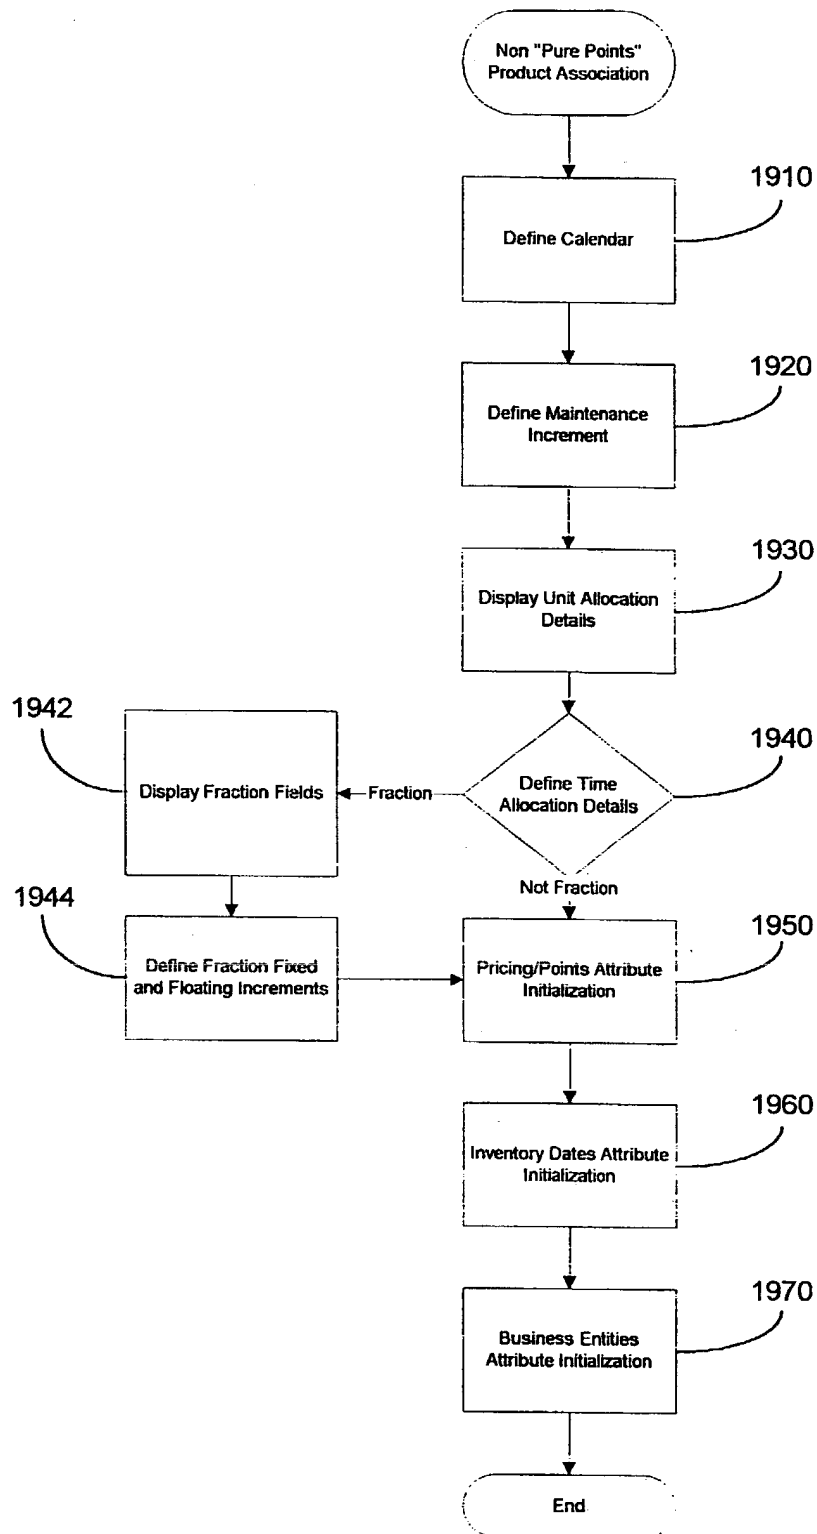 Non "Pure Points"
Product Association
1910
Define Calendar
1920
Define Maintenance
Increment
1930
Display Unit Allocation
Details
1942
1940
Display Fraction Fields
Fraction
Define Time
Allocation Details
Not Fraction
1944
1950
Define Fraction Fixed
and Floating Increments
Pricing/Points Attribute
Initialization
1960
Inventory Dates Attribute
Initialization
1970
Business Entities
Attribute Initialization
End